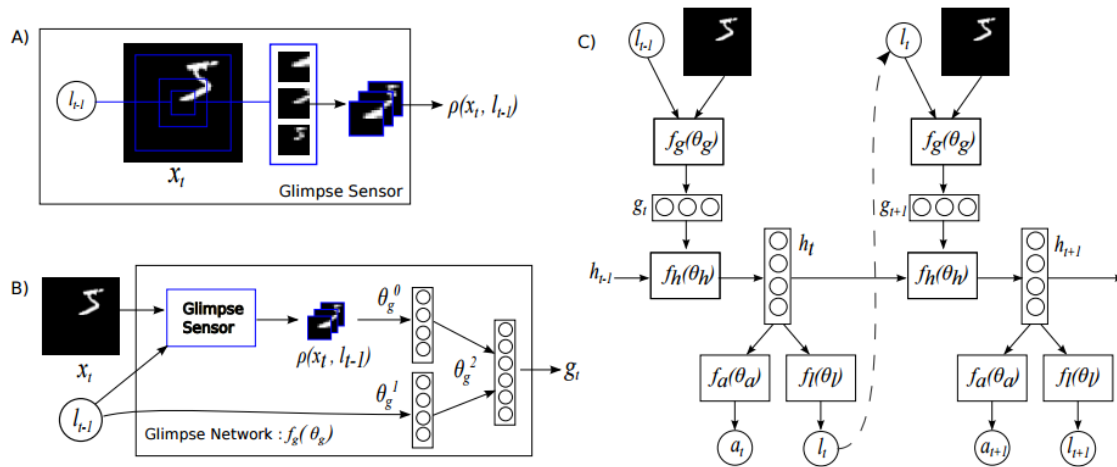 A)
l_{t-1}
x_t
ρ(x_t, l_{t-1})
Glimpse Sensor
B)
x_t
l_{t-1}
Glimpse
Sensor
ρ(x_t, l_{t-1})
θ_g^0
θ_g^1
θ_g^2
g_t
Glimpse Network : f_g( θ_g)
C)
l_{t-1}
l_t
f_g(θ_g)
f_g(θ_g)
g_t
g_{t+1}
h_t
h_{t+1}
h_{t-1}
f_h(θ_h)
f_h(θ_h)
f_a(θ_a)
f_l(θ_l)
f_a(θ_a)
f_l(θ_l)
a_t
l_t
a_{t+1}
l_{t+1}